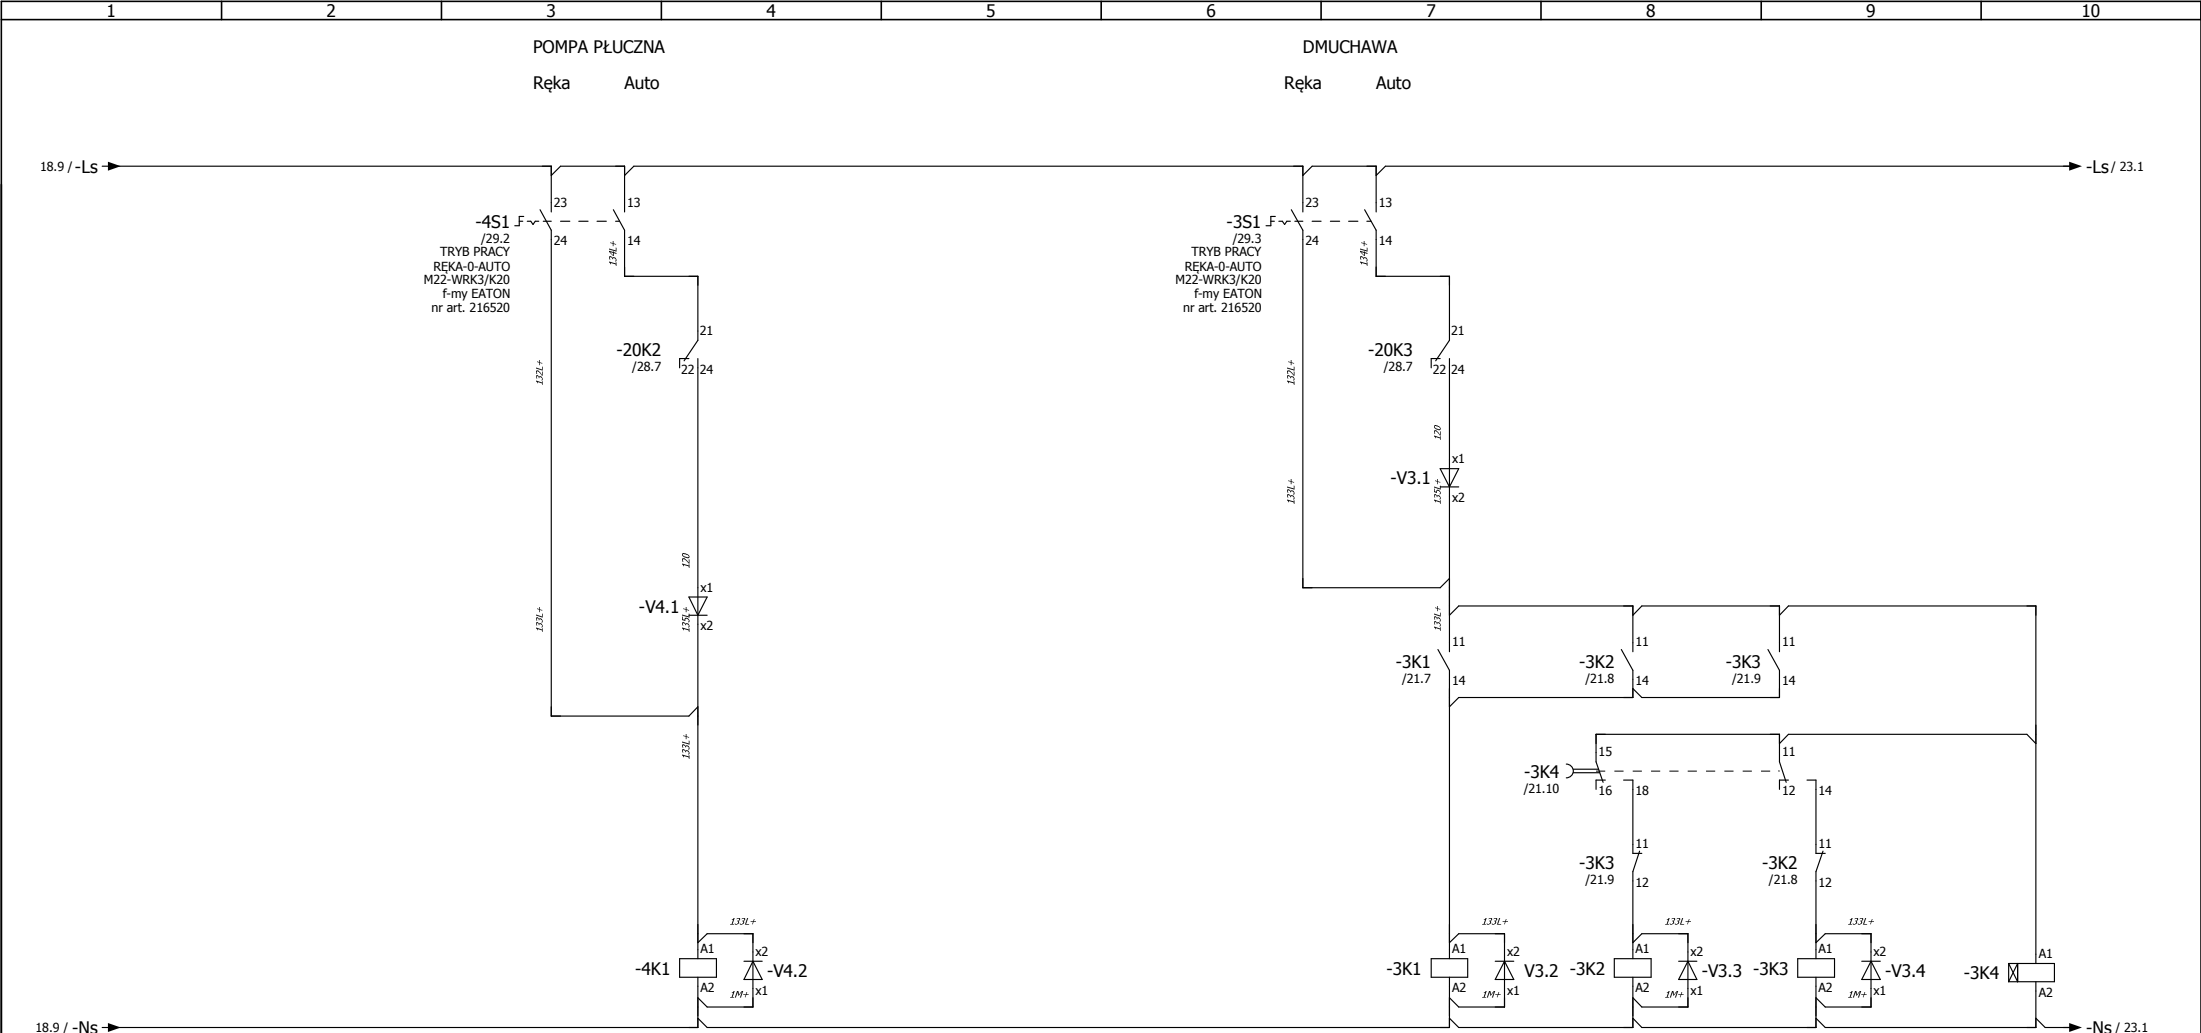 1 2 3 4 5 6 7 8 9 10
POMPA PŁUCZNA DMUCHAWA
Ręka Auto Ręka Auto
18.9 / -Ls -Ls / 23.1
23 13 23 13
-4S1 -3S1
/29.2 24 14 /29.3 24 14
TRYB PRACY TRYB PRACY
RĘKA-0-AUTO RĘKA-0-AUTO
M22-WRK3/K20 M22-WRK3/K20
f-my EATON f-my EATON
nr art. 216520 nr art. 216520
134L+ 134L+
21 21
-20K2 -20K3
/28.7 22 24 /28.7 22 24
132L+ 132L+
120
x1
-V3.1
133L+ 135L+ x2
120
x1
-V4.1
133L+ 135L+ x2 133L+
11 11 11
-3K1 -3K2 -3K3
/21.7 14 /21.8 14 /21.9 14
133L+
15 11
-3K4
/21.10 16 18 12 14
11 11
-3K3 -3K2
/21.9 12 /21.8 12
133L+ 133L+ 133L+ 133L+
A1 x2 A1 x2 A1 x2 A1 x2 A1
-4K1 -V4.2 -3K1 V3.2 -3K2 -V3.3 -3K3 -V3.4 -3K4
A2 1M+ x1 A2 1M+ x1 A2 1M+ x1 A2 1M+ x1 A2
18.9 / -Ns -Ns / 23.1